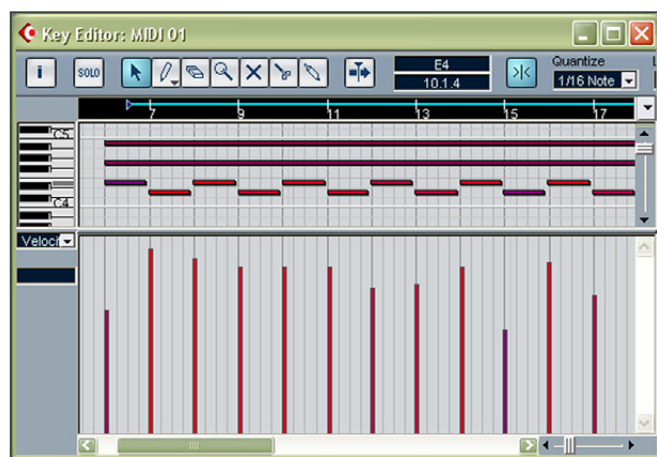 Key Editor: MIDI 01
i
SOLO
E4
10.1.4
Quantize
1/16 Note
7 9 11 13 15 17
C5
C4
Veloci